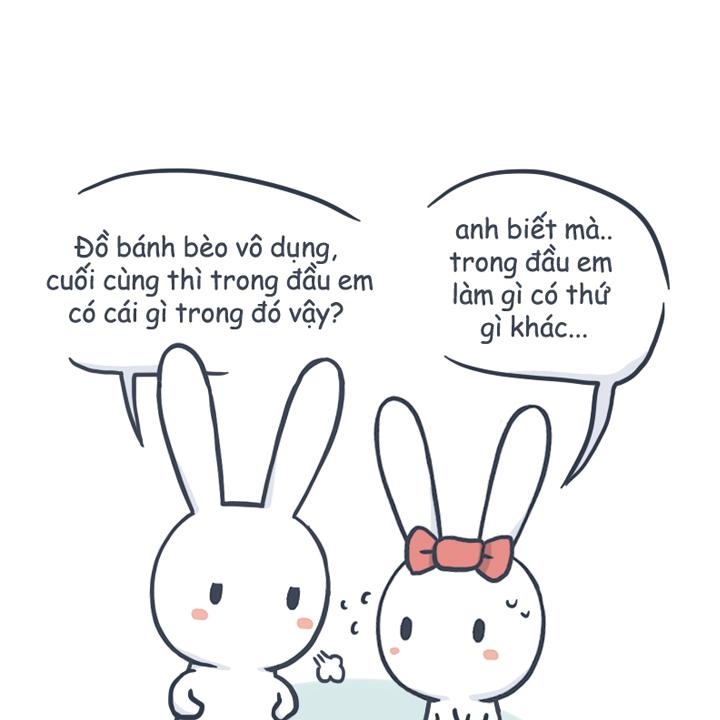 Đồ bánh bèo vô dụng,
cuối cùng thì trong đầu em
có cái gì trong đó vậy?
anh biết mà..
trong đầu em
làm gì có thứ
gì khác...